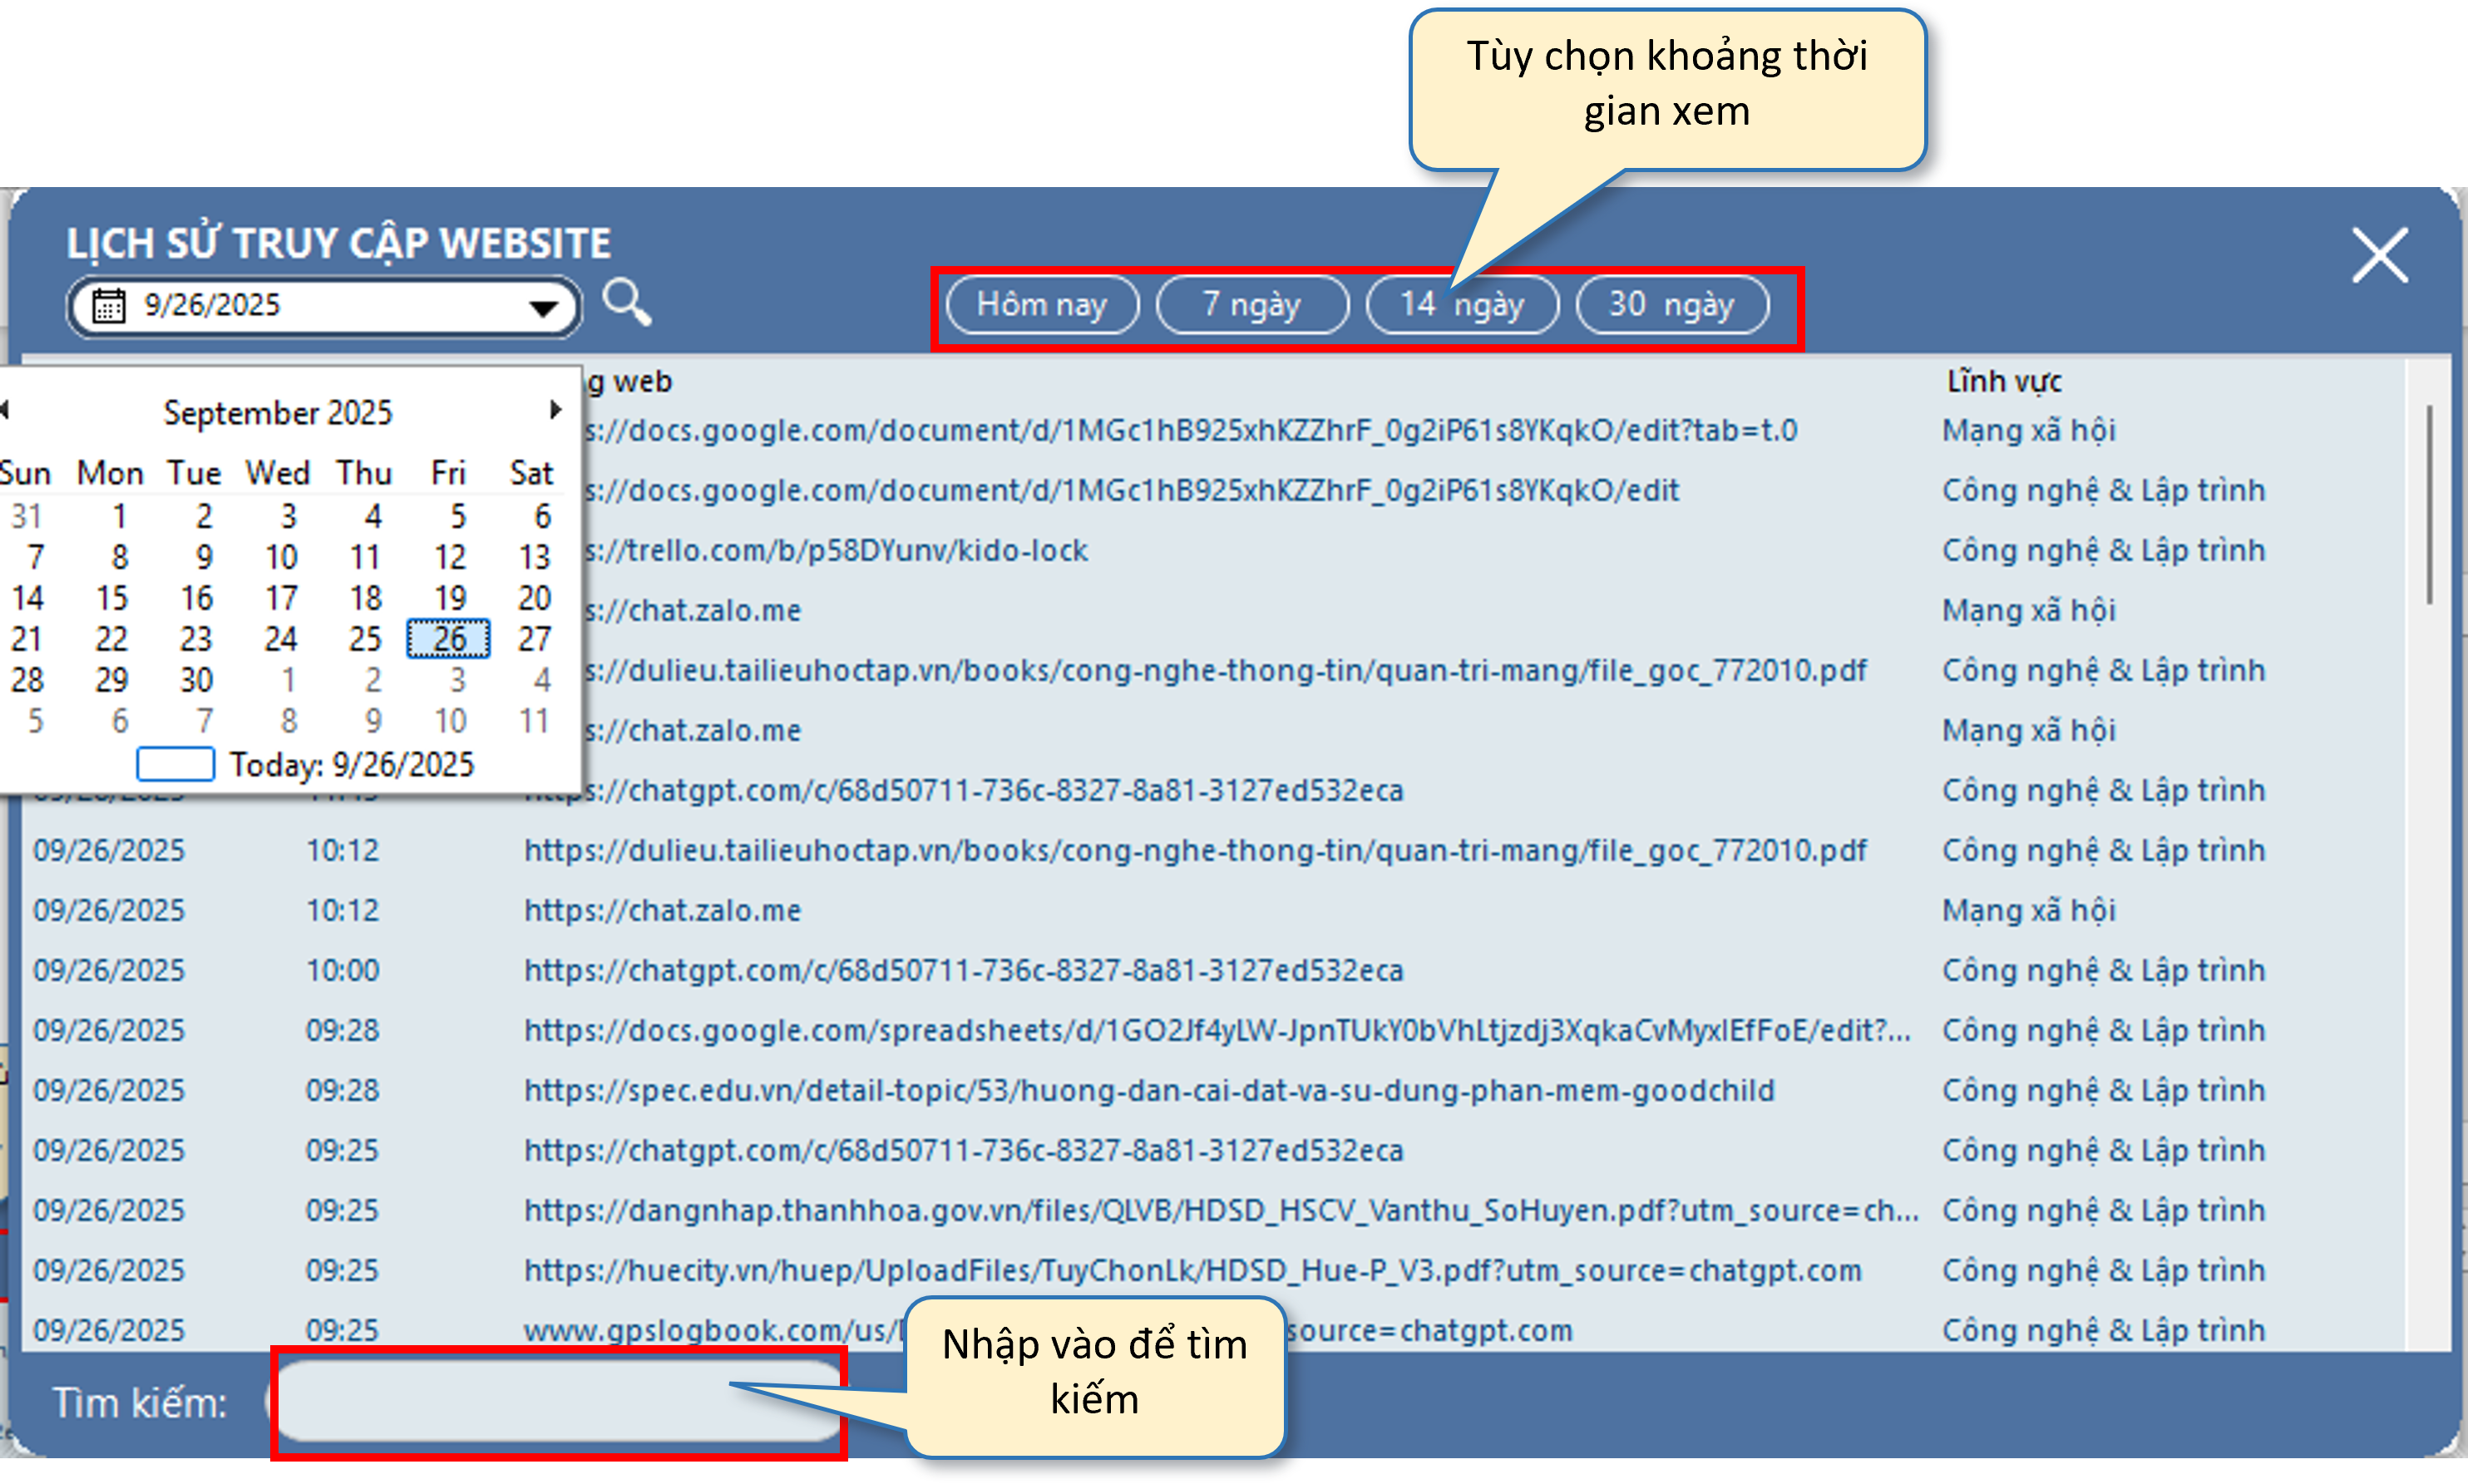 Tùy chọn khoảng thời
gian xem
LỊCH SỬ TRUY CẬP WEBSITE
9/26/2025
Hôm nay 7 ngày 14 ngày 30 ngày
web Lĩnh vực
September 2025
Sun Mon Tue Wed Thu Fri Sat
31 1 2 3 4 5 6
7 8 9 10 11 12 13
14 15 16 17 18 19 20
21 22 23 24 25 26 27
28 29 30 1 2 3 4
5 6 7 8 9 10 11
Today: 9/26/2025
s://docs.google.com/document/d/1MGc1hB925xhKZZhrF_0g2iP61s8YKqkO/edit?tab=t.0 Mạng xã hội
s://docs.google.com/document/d/1MGc1hB925xhKZZhrF_0g2iP61s8YKqkO/edit Công nghệ & Lập trình
s://trello.com/b/p58DYunv/kido-lock Công nghệ & Lập trình
s://chat.zalo.me Mạng xã hội
s://dulieu.tailieuhoctap.vn/books/cong-nghe-thong-tin/quan-tri-mang/file_goc_772010.pdf Công nghệ & Lập trình
s://chat.zalo.me Mạng xã hội
s://chatgpt.com/c/68d50711-736c-8327-8a81-3127ed532eca Công nghệ & Lập trình
09/26/2025 10:12 https://dulieu.tailieuhoctap.vn/books/cong-nghe-thong-tin/quan-tri-mang/file_goc_772010.pdf Công nghệ & Lập trình
09/26/2025 10:12 https://chat.zalo.me Mạng xã hội
09/26/2025 10:00 https://chatgpt.com/c/68d50711-736c-8327-8a81-3127ed532eca Công nghệ & Lập trình
09/26/2025 09:28 https://docs.google.com/spreadsheets/d/1GO2Jf4yLW-JpnTUkY0bVhLtjzdj3XqkaCvMyxlEfFoE/edit?... Công nghệ & Lập trình
09/26/2025 09:28 https://spec.edu.vn/detail-topic/53/huong-dan-cai-dat-va-su-dung-phan-mem-goodchild Công nghệ & Lập trình
09/26/2025 09:25 https://chatgpt.com/c/68d50711-736c-8327-8a81-3127ed532eca Công nghệ & Lập trình
09/26/2025 09:25 https://dangnhap.thanhhoa.gov.vn/files/QLVB/HDSD_HSCV_Vanthu_SoHuyen.pdf?utm_source=ch... Công nghệ & Lập trình
09/26/2025 09:25 https://huecity.vn/huep/UploadFiles/TuyChonLk/HDSD_Hue-P_V3.pdf?utm_source=chatgpt.com Công nghệ & Lập trình
09/26/2025 09:25 www.gpslogbook.com/us/ source=chatgpt.com Công nghệ & Lập trình
Nhập vào để tìm
kiếm
Tìm kiếm: